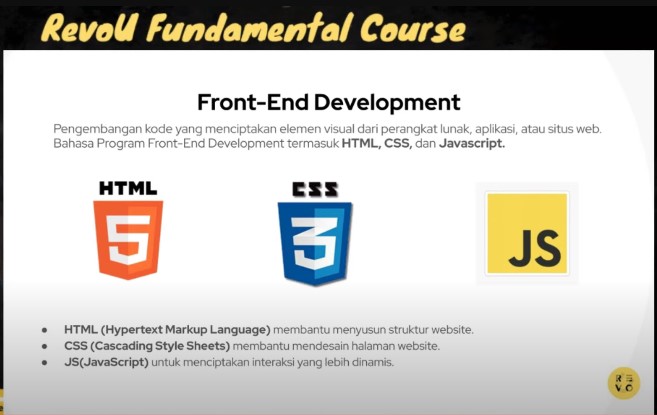 RevoU Fundamental Course
Front-End Development
Pengembangan kode yang menciptakan elemen visual dari perangkat lunak, aplikasi, atau situs web.
Bahasa Program Front-End Development termasuk HTML, CSS, dan Javascript.
HTML
5
CSS
3
JS
● HTML (Hypertext Markup Language) membantu menyusun struktur website.
● CSS (Cascading Style Sheets) membantu mendesain halaman website.
● JS(JavaScript) untuk menciptakan interaksi yang lebih dinamis.